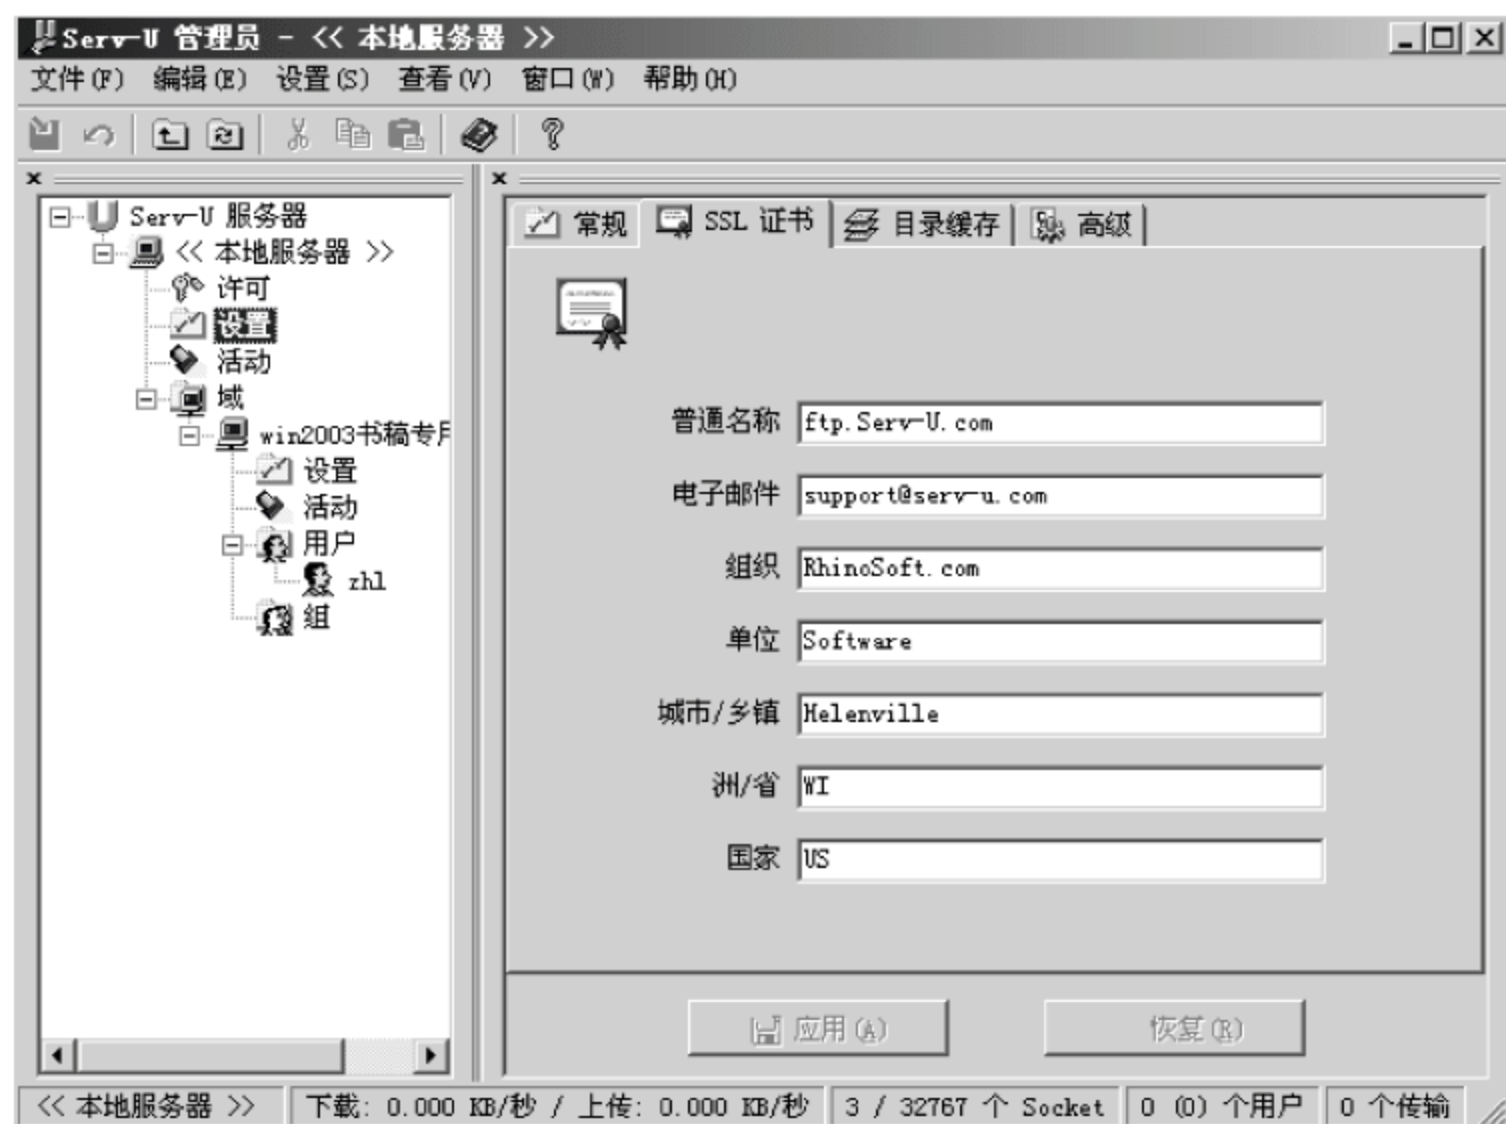 Serv-U 管理员 - << 本地服务器 >>
文件(F) 编辑(E) 设置(S) 查看(V) 窗口(W) 帮助(H)
Serv-U 服务器
<< 本地服务器 >>
许可
设置
活动
域
win2003书稿专用
设置
活动
用户
zhl
组
常规 SSL 证书 目录缓存 高级
普通名称 ftp.Serv-U.com
电子邮件 support@serv-u.com
组织 RhinoSoft.com
单位 Software
城市/乡镇 Helenville
洲/省 WI
国家 US
应用(A) 恢复(R)
<< 本地服务器 >> 下载: 0.000 KB/秒 / 上传: 0.000 KB/秒 3 / 32767 个 Socket 0 (0) 个用户 0 个传输